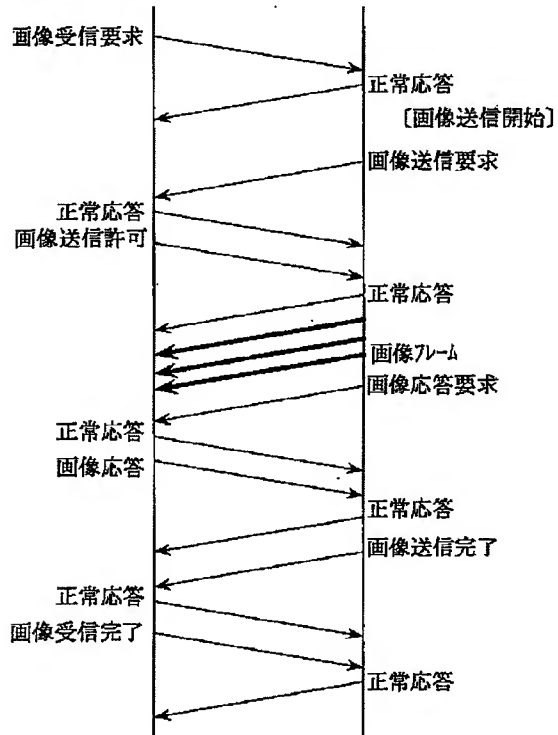 画像受信要求
正常応答
〔画像送信開始〕
画像送信要求
正常応答
画像送信許可
正常応答
画像フレーム
画像応答要求
正常応答
画像応答
正常応答
画像送信完了
正常応答
画像受信完了
正常応答